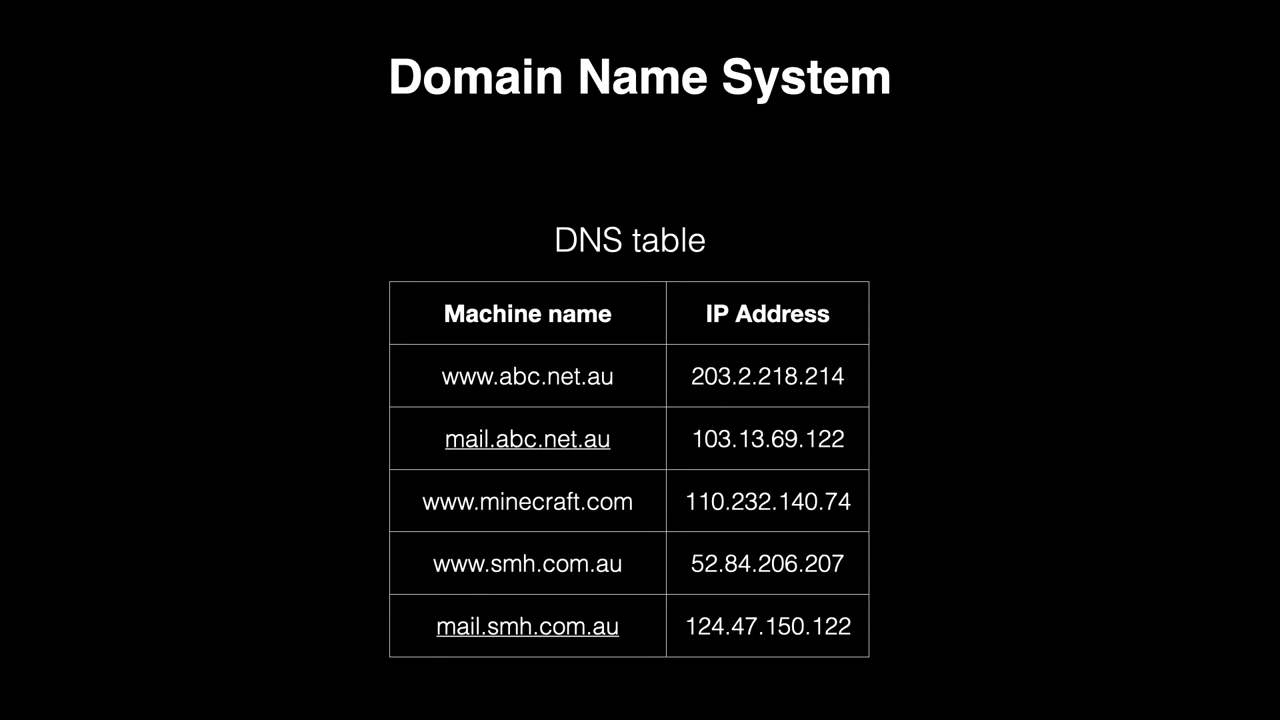 Domain Name System
DNS table
Machine name IP Address
www.abc.net.au 203.2.218.214
mail.abc.net.au 103.13.69.122
www.minecraft.com 110.232.140.74
www.smh.com.au 52.84.206.207
mail.smh.com.au 124.47.150.122